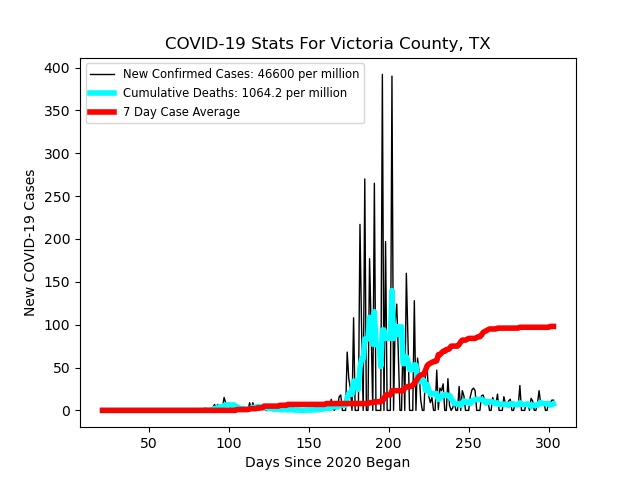 COVID-19 Stats For Victoria County, TX
New Confirmed Cases: 46600 per million
Cumulative Deaths: 1064.2 per million
7 Day Case Average
400
350
300
250
200
150
100
50
0
New COVID-19 Cases
50 100 150 200 250 300
Days Since 2020 Began